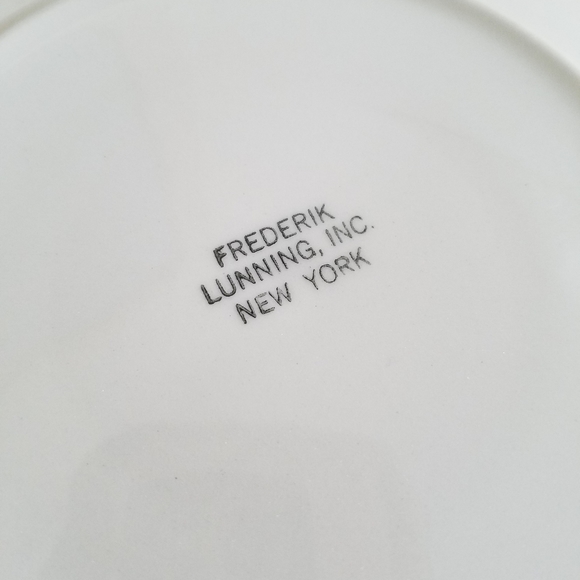 FREDERIK
LUNNING, INC.
NEW YORK